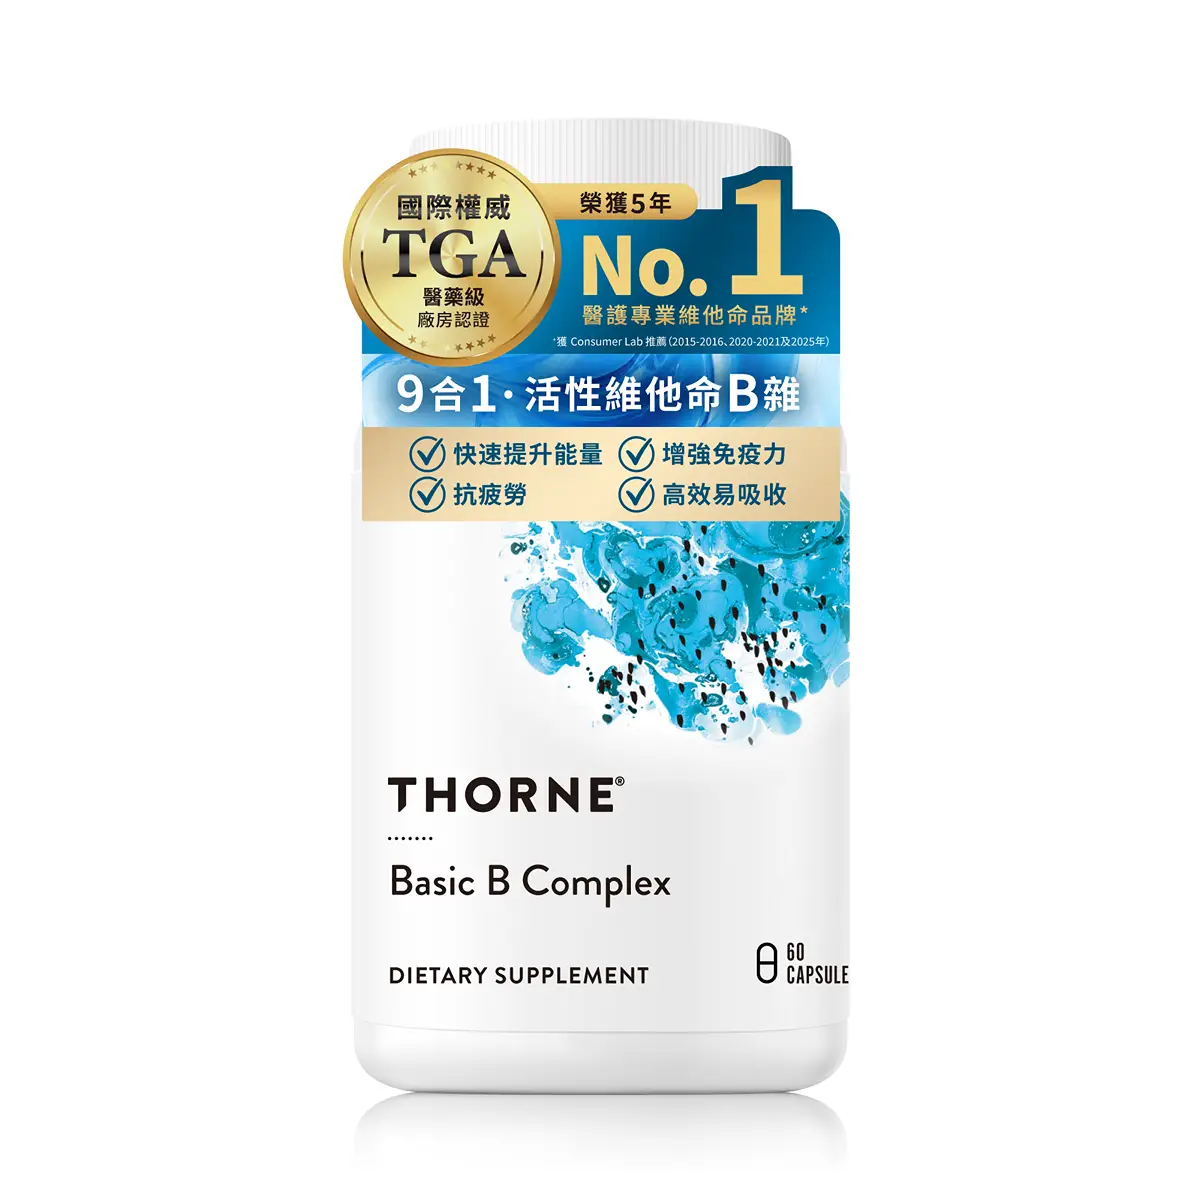 國際權威
TGA
醫藥級
廠房認證
榮獲5年
No.1
醫護專業維他命品牌*
*獲 Consumer Lab 推薦 (2015-2016、2020-2021及2025年)
9合1·活性維他命B雜
快速提升能量
增強免疫力
抗疲勞
高效易吸收
THORNE®
Basic B Complex
DIETARY SUPPLEMENT
60
CAPSULE